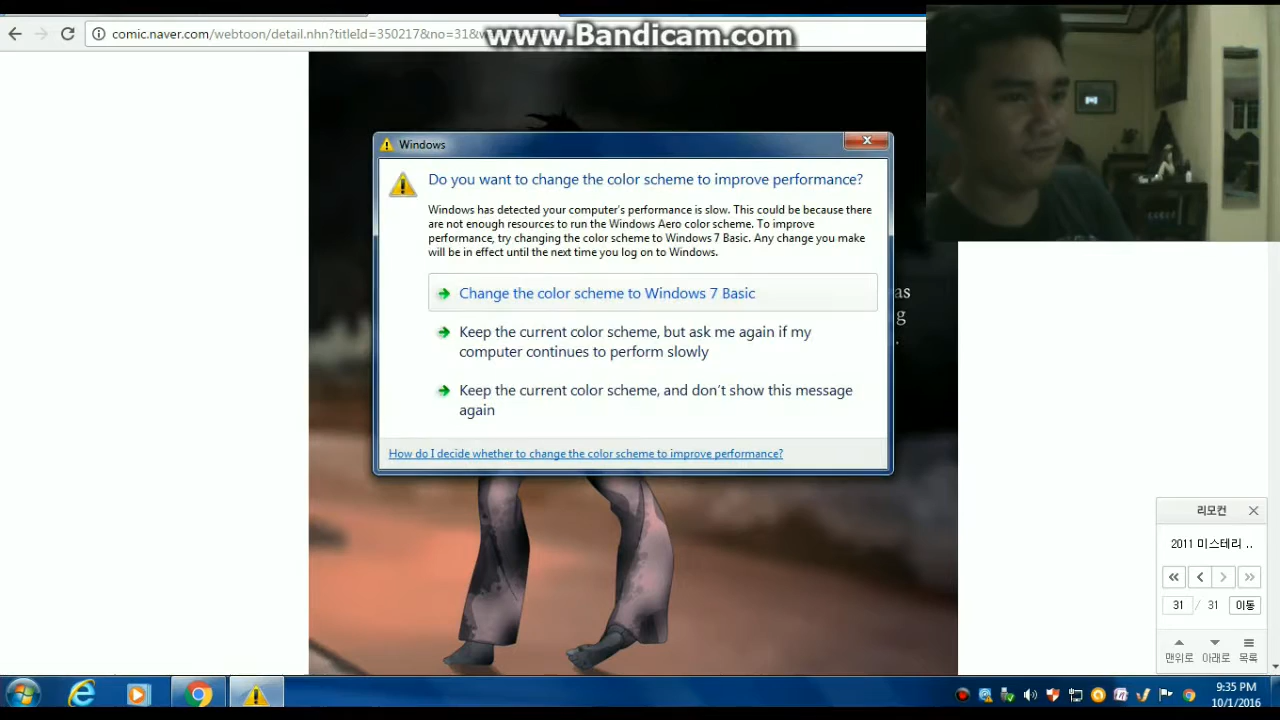 comic.naver.com/webtoon/detail.nhn?titleId=350217&no=31&
www.Bandicam.com
Windows
Do you want to change the color scheme to improve performance?
Windows has detected your computer's performance is slow. This could be because there
are not enough resources to run the Windows Aero color scheme. To improve
performance, try changing the color scheme to Windows 7 Basic. Any change you make
will be in effect until the next time you log on to Windows.
Change the color scheme to Windows 7 Basic
as
g
.
Keep the current color scheme, but ask me again if my
computer continues to perform slowly
Keep the current color scheme, and don't show this message
again
How do I decide whether to change the color scheme to improve performance?
리모컨
2011 미스테리 ..
31 / 31 이동
맨위로 아래로 목록
9:35 PM
10/1/2016